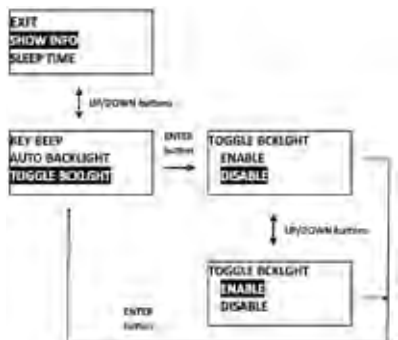 EXIT
SHOW INFO
SLEEP TIME
UP/DOWN buttons
KEY BEEP
AUTO BACKLIGHT
TOGGLE BCKLGHT
ENTER
button
TOGGLE BCKLGHT
ENABLE
DISABLE
UP/DOWN buttons
TOGGLE BCKLGHT
ENABLE
DISABLE
ENTER
button